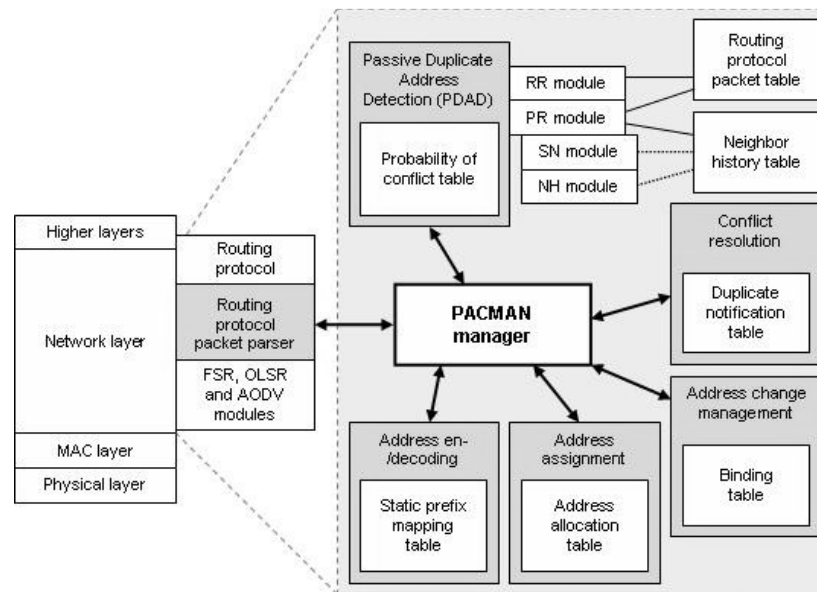 Passive Duplicate
Address
Detection (PDAD)
Probability of
conflict table
RR module
PR module
SN module
NH module
Routing
protocol
packet table
Neighbor
history table
Higher layers
Network layer
MAC layer
Physical layer
Routing
protocol
Routing
protocol
packet parser
FSR, OLSR
and AODV
modules
PACMAN
manager
Conflict
resolution
Duplicate
notification
table
Address change
management
Binding
table
Address en-
/decoding
Static prefix
mapping
table
Address
assignment
Address
allocation
table